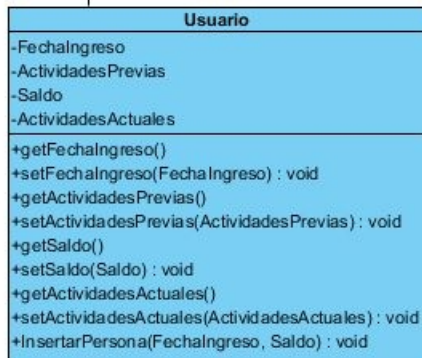 Usuario
-FechaIngreso
-ActividadesPrevias
-Saldo
-ActividadesActuales
+getFechaIngreso()
+setFechaIngreso(FechaIngreso) : void
+getActividadesPrevias()
+setActividadesPrevias(ActividadesPrevias) : void
+getSaldo()
+setSaldo(Saldo) : void
+getActividadesActuales()
+setActividadesActuales(ActividadesActuales) : void
+InsertarPersona(FechaIngreso, Saldo) : void